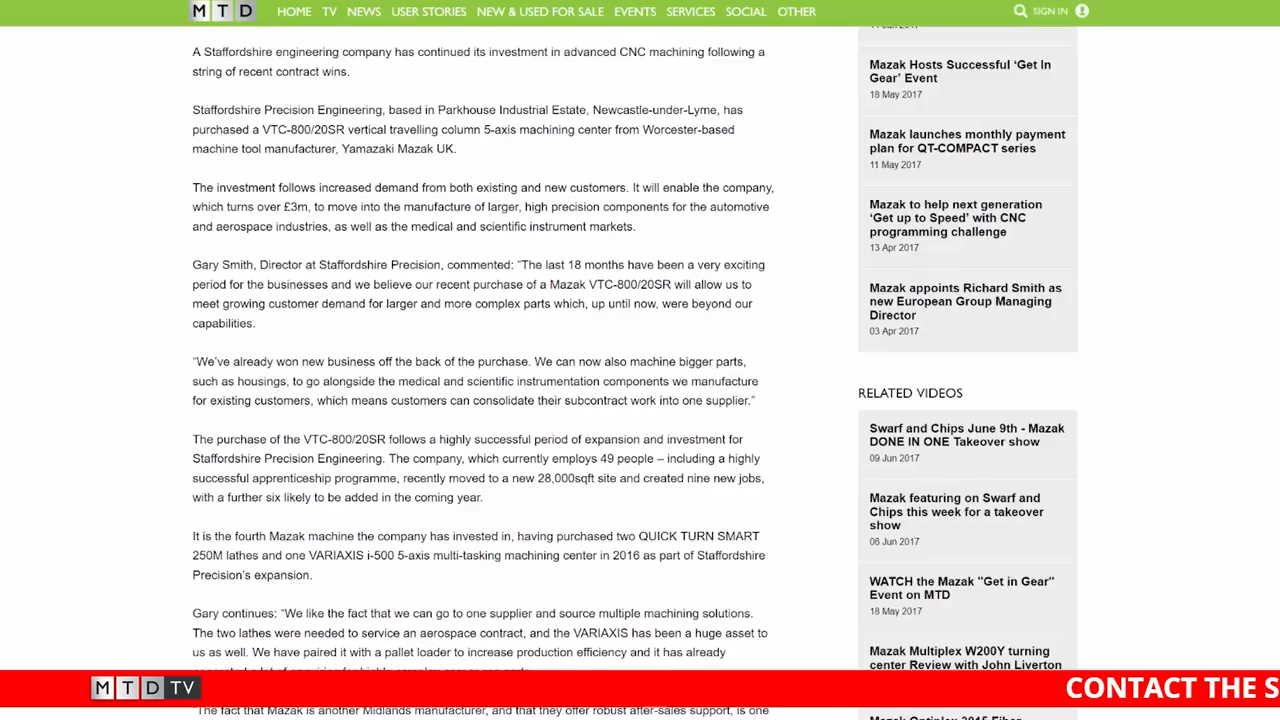 MTD HOME TV NEWS USER STORIES NEW & USED FOR SALE EVENTS SERVICES SOCIAL OTHER SIGN IN
A Staffordshire engineering company has continued its investment in advanced CNC machining following a
string of recent contract wins.
Staffordshire Precision Engineering, based in Parkhouse Industrial Estate, Newcastle-under-Lyme, has
purchased a VTC-800/20SR vertical travelling column 5-axis machining center from Worcester-based
machine tool manufacturer, Yamazaki Mazak UK.
The investment follows increased demand from both existing and new customers. It will enable the company,
which turns over £3m, to move into the manufacture of larger, high precision components for the automotive
and aerospace industries, as well as the medical and scientific instrument markets.
Gary Smith, Director at Staffordshire Precision, commented: “The last 18 months have been a very exciting
period for the businesses and we believe our recent purchase of a Mazak VTC-800/20SR will allow us to
meet growing customer demand for larger and more complex parts which, up until now, were beyond our
capabilities.
“We’ve already won new business off the back of the purchase. We can now also machine bigger parts,
such as housings, to go alongside the medical and scientific instrumentation components we manufacture
for existing customers, which means customers can consolidate their subcontract work into one supplier.”
The purchase of the VTC-800/20SR follows a highly successful period of expansion and investment for
Staffordshire Precision Engineering. The company, which currently employs 49 people – including a highly
successful apprenticeship programme, recently moved to a new 28,000sqft site and created nine new jobs,
with a further six likely to be added in the coming year.
It is the fourth Mazak machine the company has invested in, having purchased two QUICK TURN SMART
250M lathes and one VARIAXIS i-500 5-axis multi-tasking machining center in 2016 as part of Staffordshire
Precision’s expansion.
Gary continues: “We like the fact that we can go to one supplier and source multiple machining solutions.
The two lathes were needed to service an aerospace contract, and the VARIAXIS has been a huge asset to
us as well. We have paired it with a pallet loader to increase production efficiency and it has already
“The fact that Mazak is another Midlands manufacturer, and that they offer robust after-sales support, is one
Mazak Hosts Successful ‘Get In
Gear’ Event
18 May 2017
Mazak launches monthly payment
plan for QT-COMPACT series
11 May 2017
Mazak to help next generation
‘Get up to Speed’ with CNC
programming challenge
13 Apr 2017
Mazak appoints Richard Smith as
new European Group Managing
Director
03 Apr 2017
RELATED VIDEOS
Swarf and Chips June 9th - Mazak
DONE IN ONE Takeover show
09 Jun 2017
Mazak featuring on Swarf and
Chips this week for a takeover
show
06 Jun 2017
WATCH the Mazak "Get in Gear"
Event on MTD
18 May 2017
Mazak Multiplex W200Y turning
center Review with John Liverton
MTD TV
CONTACT THE S